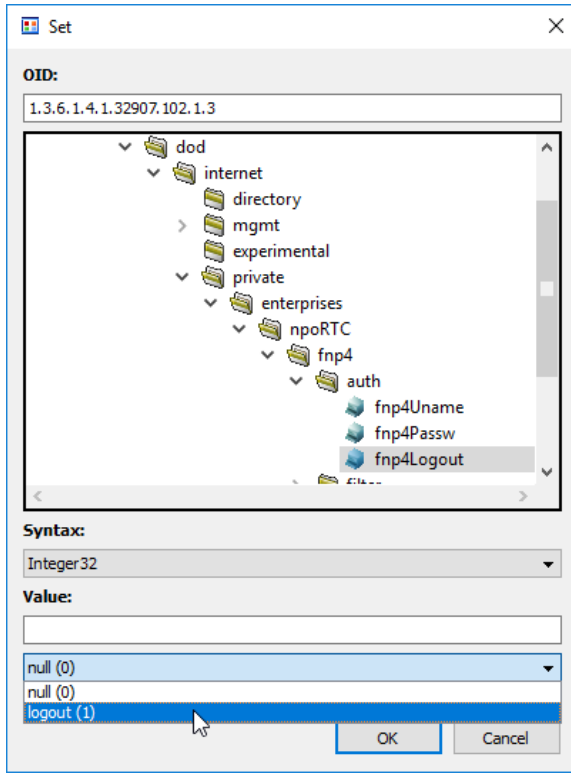 Set
OID:
1.3.6.1.4.1.32907.102.1.3
dod
internet
directory
mgmt
experimental
private
enterprises
npoRTC
fnp4
auth
fnp4Uname
fnp4Passw
fnp4Logout
filter
Syntax:
Integer32
Value:
null (0)
null (0)
logout (1)
OK Cancel